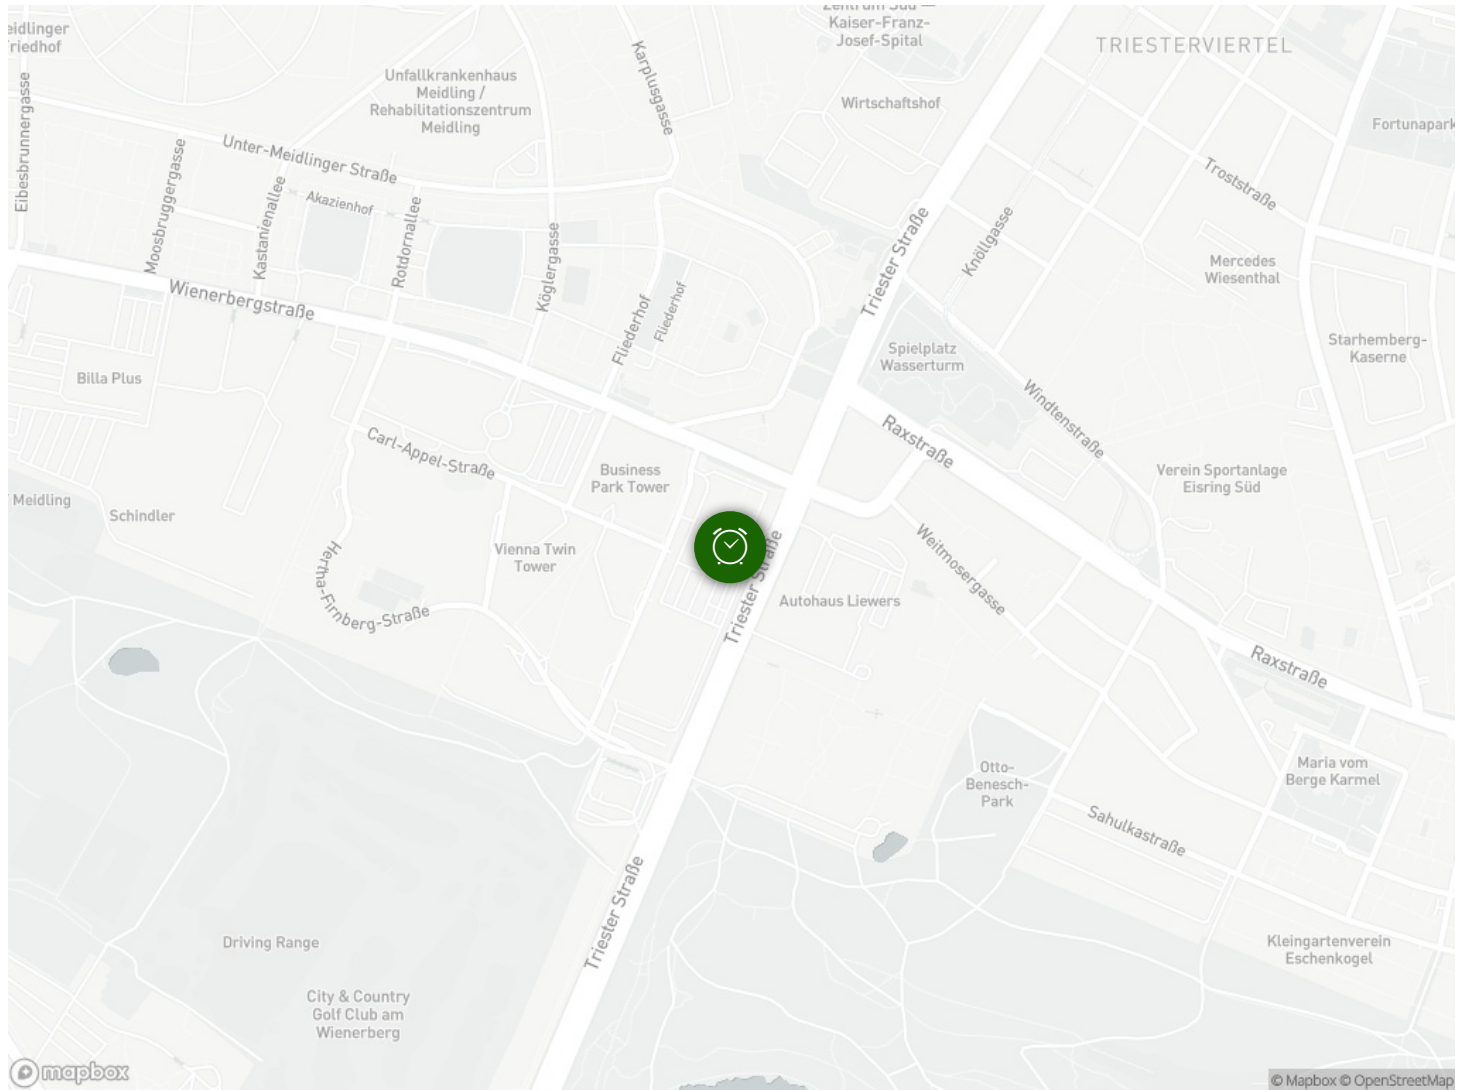 Zentrum Süd —
Kaiser-Franz-
Josef-Spital
TRIESTERVIERTEL
eidlinger
riedhof
Karplusgasse
Unfallkrankenhaus
Meidling /
Rehabilitationszentrum
Meidling
Wirtschaftshof
Fortunapark
Eibesbrunnergasse
Unter-Meidlinger Straße
Moosbruggergasse
Kastanienallee
Akazienhof
Rotdornallee
Troststraße
Köglergasse
Triester Straße
Knöllgasse
Mercedes
Wiesenthal
Wienerbergstraße
Fliederhof
Fliederhof
Spielplatz
Wasserturm
Starhemberg-
Kaserne
Billa Plus
Windtenstraße
Raxstraße
Carl-Appel-Straße
Business
Park Tower
Verein Sportanlage
Eisring Süd
Meidling
Schindler
Vienna Twin
Tower
Triester Straße
Weitmosergasse
Hertha-Firnberg-Straße
Autohaus Liewers
Raxstraße
Otto-
Benesch-
Park
Maria vom
Berge Karmel
Sahulkastraße
Triester Straße
Driving Range
Kleingartenverein
Eschenkogel
City & Country
Golf Club am
Wienerberg
mapbox
© Mapbox © OpenStreetMap